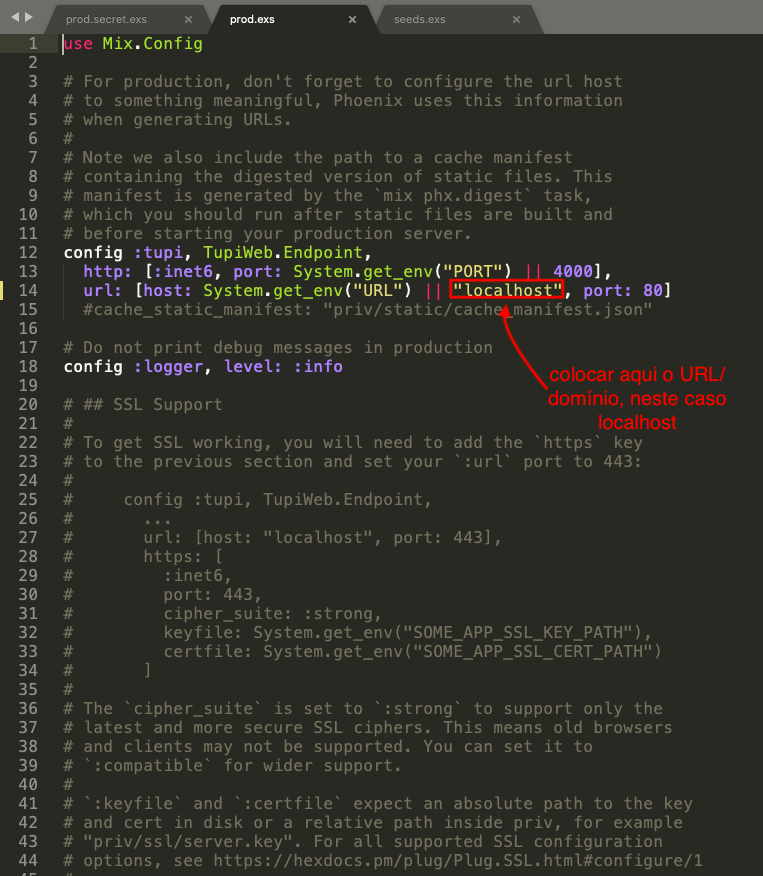 prod.secret.exs × prod.exs × seeds.exs ×
1 use Mix.Config
2
3 # For production, don't forget to configure the url host
4 # to something meaningful, Phoenix uses this information
5 # when generating URLs.
6 #
7 # Note we also include the path to a cache manifest
8 # containing the digested version of static files. This
9 # manifest is generated by the `mix phx.digest` task,
10 # which you should run after static files are built and
11 # before starting your production server.
12 config :tupi, TupiWeb.Endpoint,
13   http: [:inet6, port: System.get_env("PORT") || 4000],
14   url: [host: System.get_env("URL") || "localhost", port: 80]
15   #cache_static_manifest: "priv/static/cache_manifest.json"
16
17 # Do not print debug messages in production
18 config :logger, level: :info
colocar aqui o URL/
domínio, neste caso
localhost
19
20 # ## SSL Support
21 #
22 # To get SSL working, you will need to add the `https` key
23 # to the previous section and set your `:url` port to 443:
24 #
25 #     config :tupi, TupiWeb.Endpoint,
26 #       ...
27 #       url: [host: "localhost", port: 443],
28 #       https: [
29 #         :inet6,
30 #         port: 443,
31 #         cipher_suite: :strong,
32 #         keyfile: System.get_env("SOME_APP_SSL_KEY_PATH"),
33 #         certfile: System.get_env("SOME_APP_SSL_CERT_PATH")
34 #       ]
35 #
36 # The `cipher_suite` is set to `:strong` to support only the
37 # latest and more secure SSL ciphers. This means old browsers
38 # and clients may not be supported. You can set it to
39 # `:compatible` for wider support.
40 #
41 # `:keyfile` and `:certfile` expect an absolute path to the key
42 # and cert in disk or a relative path inside priv, for example
43 # "priv/ssl/server.key". For all supported SSL configuration
44 # options, see https://hexdocs.pm/plug/Plug.SSL.html#configure/1